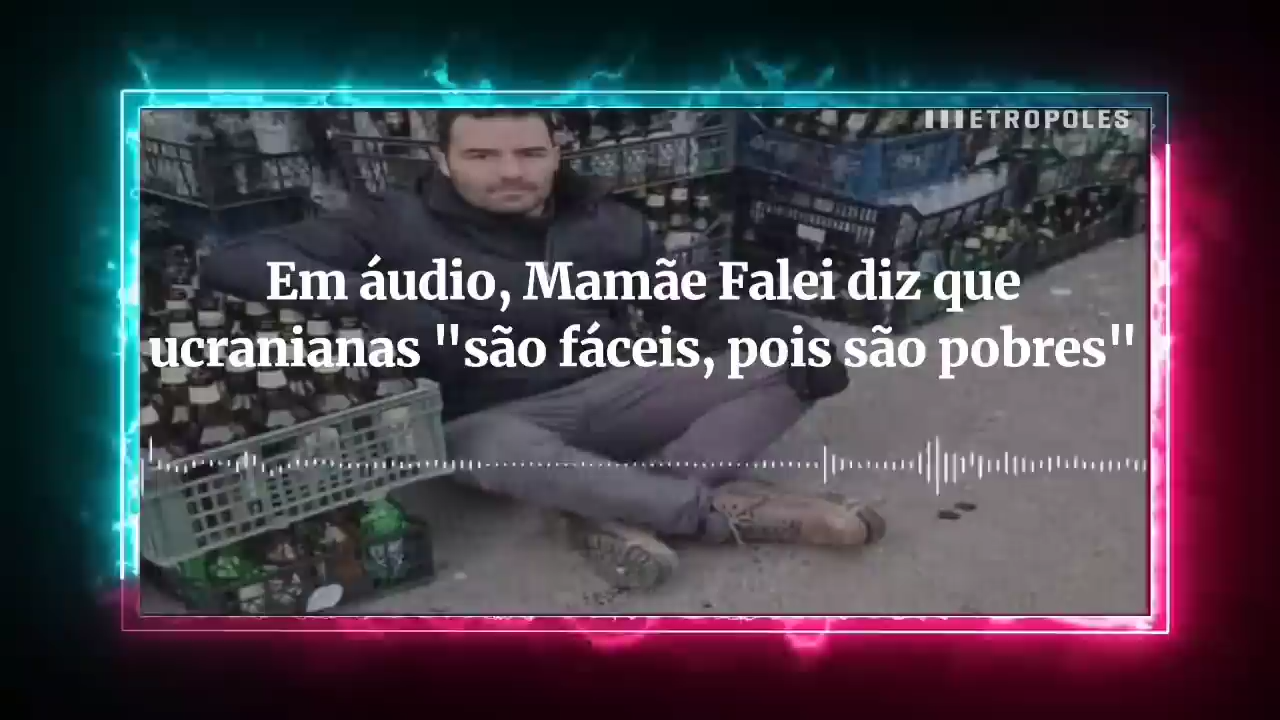 METROPOLES
Em áudio, Mamãe Falei diz que
ucranianas "são fáceis, pois são pobres"